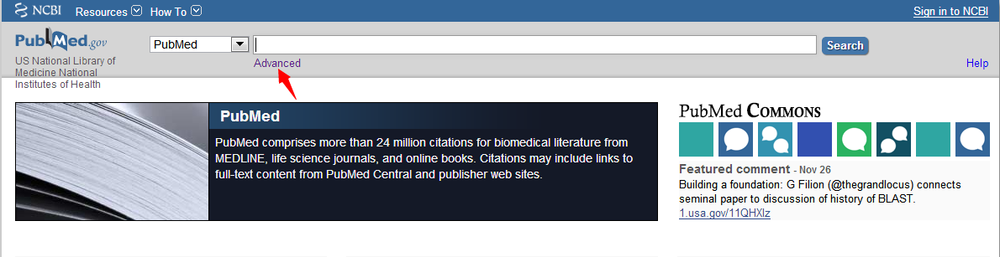 NCBI Resources How To Sign in to NCBI
PubMed.gov
US National Library of
Medicine National
Institutes of Health
PubMed
Search
Advanced
Help
PubMed
PubMed comprises more than 24 million citations for biomedical literature from
MEDLINE, life science journals, and online books. Citations may include links to
full-text content from PubMed Central and publisher web sites.
PubMed Commons
Featured comment - Nov 26
Building a foundation: G Filion (@thegrandlocus) connects
seminal paper to discussion of history of BLAST.
1.usa.gov/11QHXlz